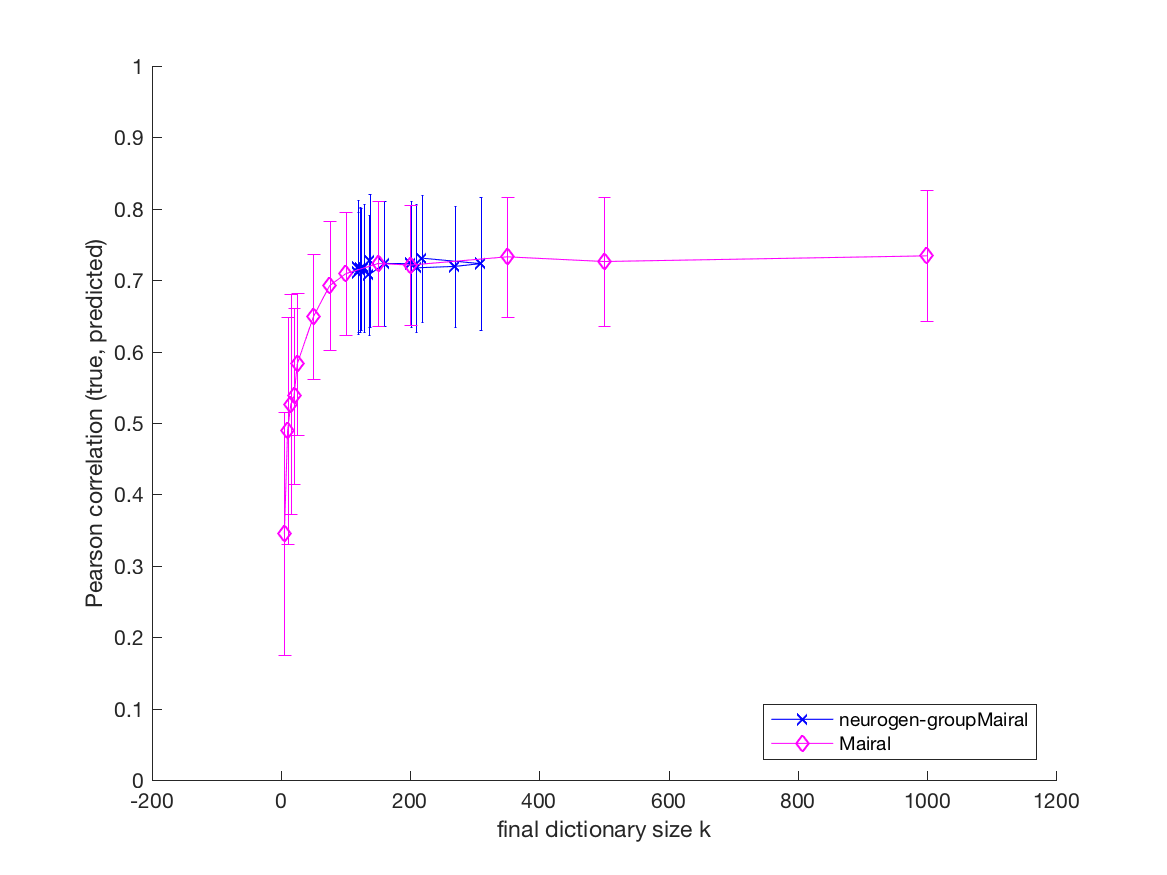 1
0.9
0.8
0.7
0.6
0.5
0.4
0.3
0.2
0.1
0
Pearson correlation (true, predicted)
-200 0 200 400 600 800 1000 1200
final dictionary size k
neurogen-groupMairal
Mairal